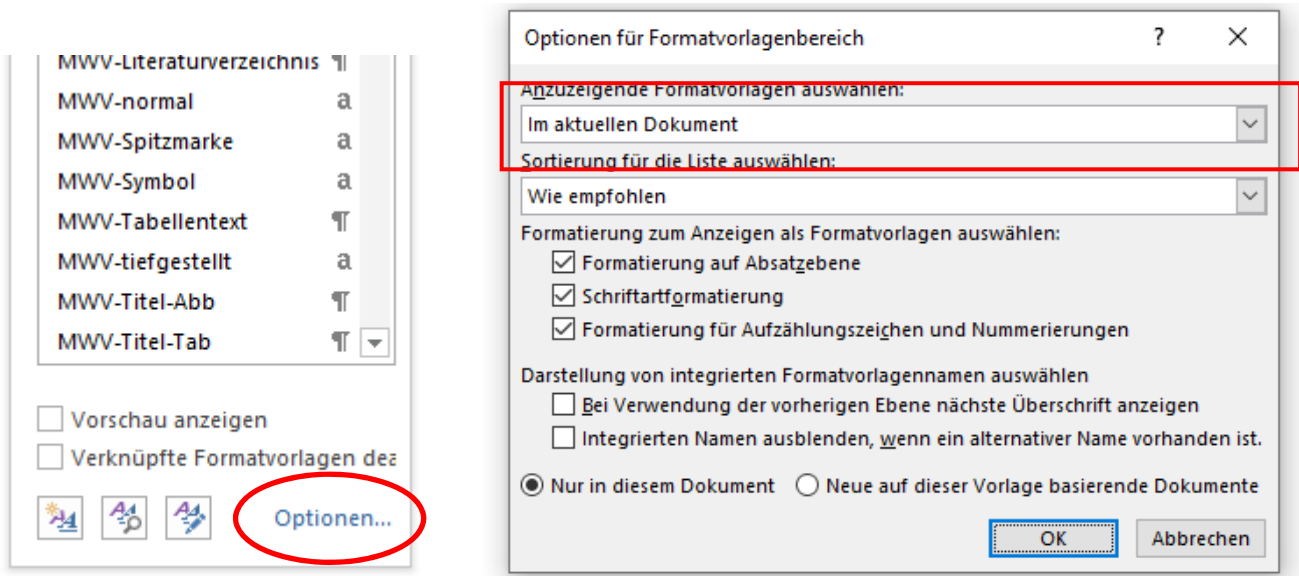 MWV-Literaturverzeichnis ¶
MWV-normal a
MWV-Spitzmarke a
MWV-Symbol a
MWV-Tabellentext ¶
MWV-tiefgestellt a
MWV-Titel-Abb ¶
MWV-Titel-Tab ¶
Vorschau anzeigen
Verknüpfte Formatvorlagen dea
Optionen...
Optionen für Formatvorlagenbereich ? X
Anzuzeigende Formatvorlagen auswählen:
Im aktuellen Dokument
Sortierung für die Liste auswählen:
Wie empfohlen
Formatierung zum Anzeigen als Formatvorlagen auswählen:
Formatierung auf Absatzebene
Schriftartformatierung
Formatierung für Aufzählungszeichen und Nummerierungen
Darstellung von integrierten Formatvorlagennamen auswählen
Bei Verwendung der vorherigen Ebene nächste Überschrift anzeigen
Integrierten Namen ausblenden, wenn ein alternativer Name vorhanden ist.
Nur in diesem Dokument Neue auf dieser Vorlage basierende Dokumente
OK Abbrechen